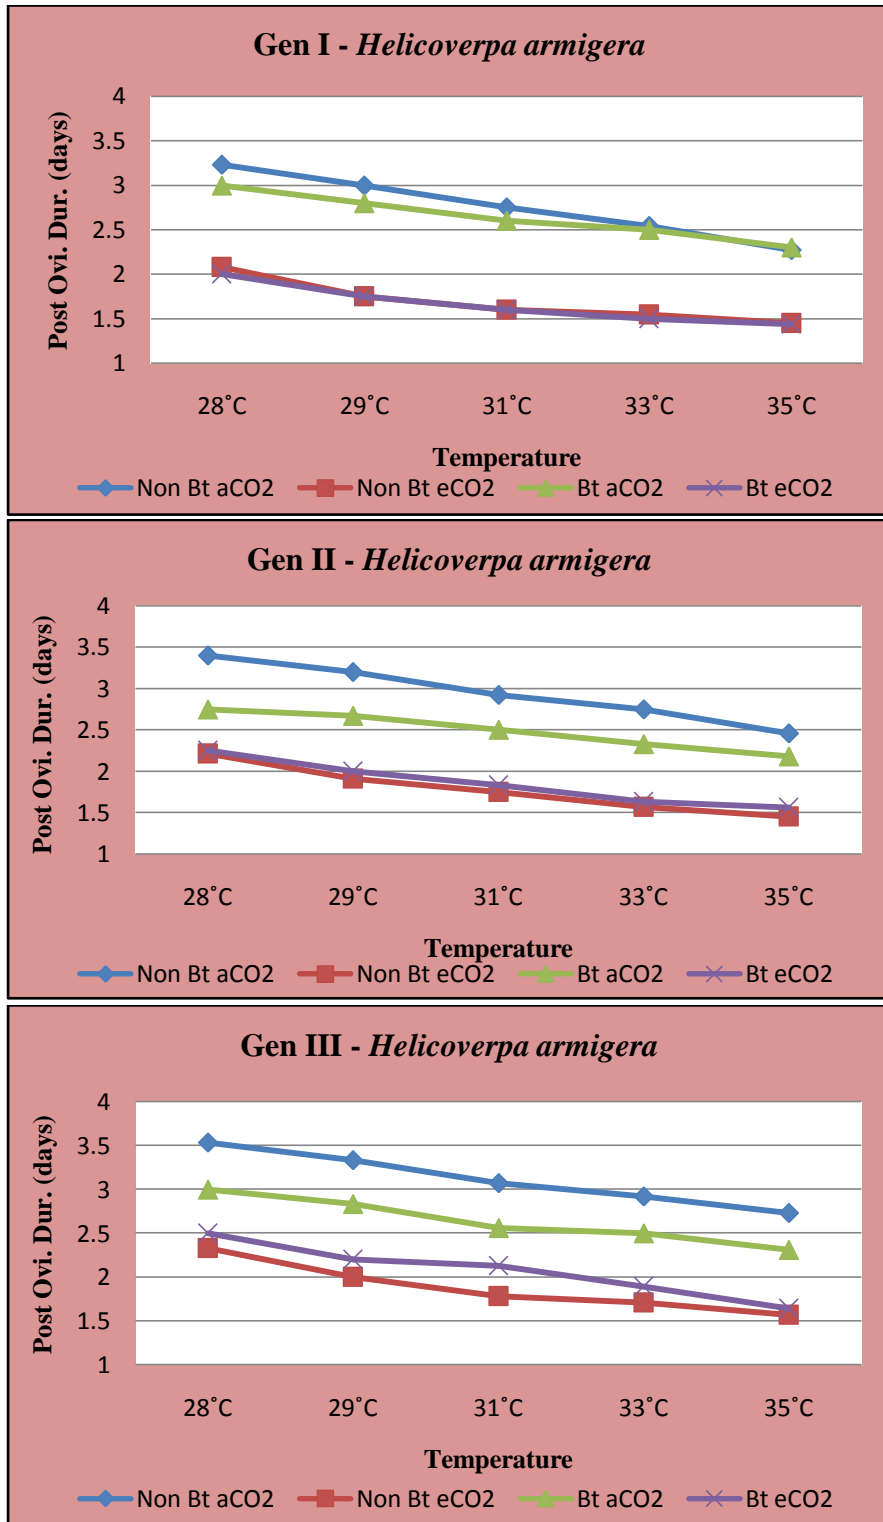 Gen I - Helicoverpa armigera
Post Ovi. Dur. (days)
4
3.5
3
2.5
2
1.5
1
28˚C 29˚C 31˚C 33˚C 35˚C
Temperature
Non Bt aCO2 Non Bt eCO2 Bt aCO2 Bt eCO2
Gen II - Helicoverpa armigera
Post Ovi. Dur. (days)
4
3.5
3
2.5
2
1.5
1
28˚C 29˚C 31˚C 33˚C 35˚C
Temperature
Non Bt aCO2 Non Bt eCO2 Bt aCO2 Bt eCO2
Gen III - Helicoverpa armigera
Post Ovi. Dur. (days)
4
3.5
3
2.5
2
1.5
1
28˚C 29˚C 31˚C 33˚C 35˚C
Temperature
Non Bt aCO2 Non Bt eCO2 Bt aCO2 Bt eCO2